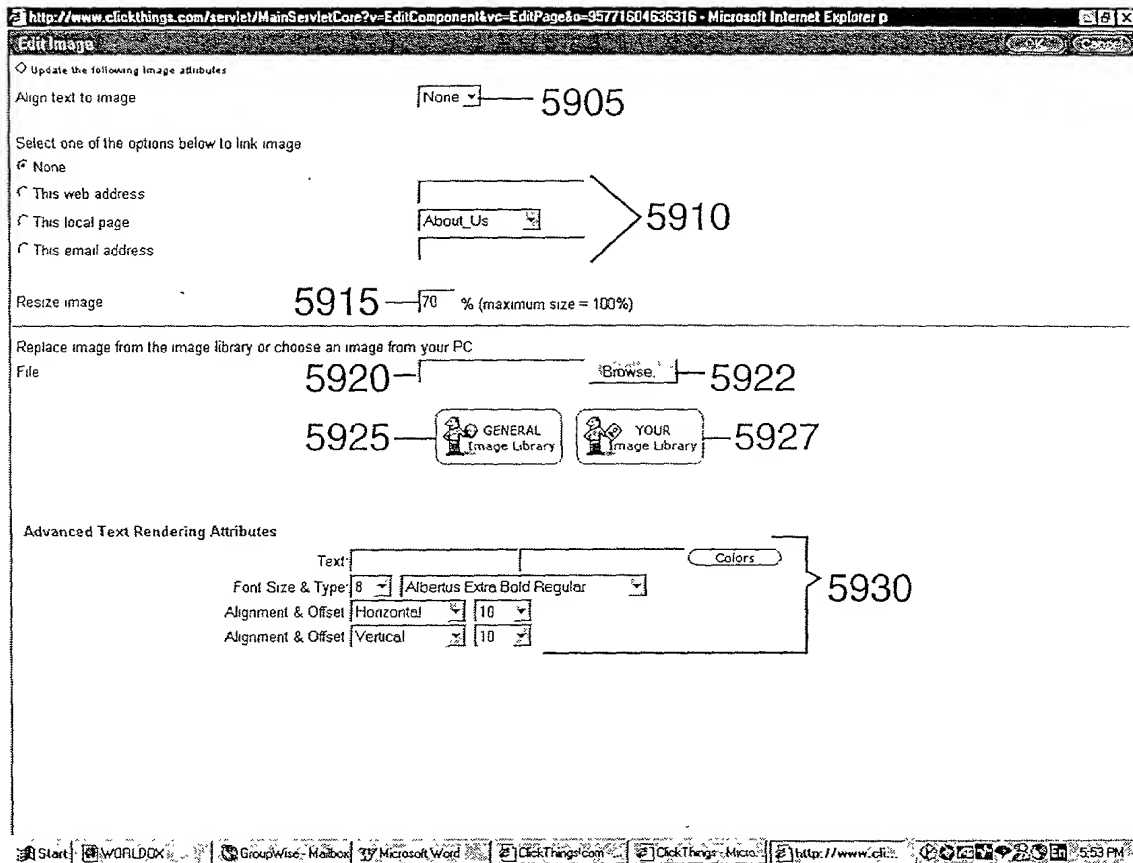 http://www.clickthings.com/servlet/MainServletCore?v=EditComponent&vc=EditPage&o=95771604636316 - Microsoft Internet Explorer p
Edit Image OK Cancel
Update the following image attributes
Align text to image None 5905
Select one of the options below to link image
None
This web address
This local page About_Us 5910
This email address
Resize image 5915 70 % (maximum size = 100%)
Replace image from the image library or choose an image from your PC
File 5920 Browse. 5922
5925 GENERAL Image Library YOUR Image Library 5927
Advanced Text Rendering Attributes
Text: Colors
Font Size & Type: 8 Albertus Extra Bold Regular 5930
Alignment & Offset Horizontal 10
Alignment & Offset Vertical 10
Start WORLDOX GroupWise - Mailbox Microsoft Word ClickThings.com ClickThings - Micro. http://www.cli... 5:53 PM